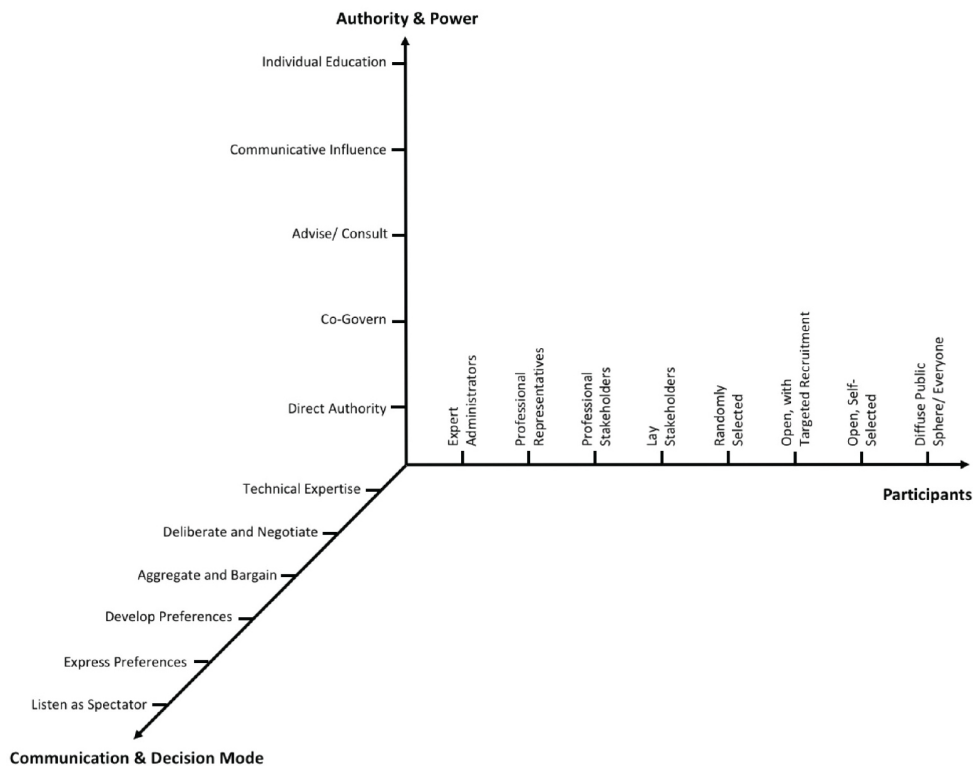 Authority & Power
Individual Education
Communicative Influence
Advise/ Consult
Co-Govern
Direct Authority
Expert
Administrators
Professional
Representatives
Professional
Stakeholders
Lay
Stakeholders
Randomly
Selected
Open, with
Targeted Recruitment
Open, Self-
Selected
Diffuse Public
Sphere/ Everyone
Participants
Technical Expertise
Deliberate and Negotiate
Aggregate and Bargain
Develop Preferences
Express Preferences
Listen as Spectator
Communication & Decision Mode